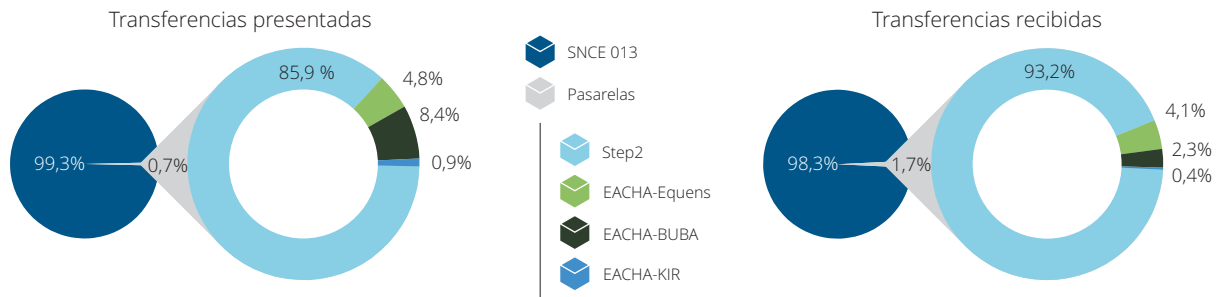 Transferencias presentadas
99,3%
0,7%
85,9 %
4,8%
8,4%
0,9%
SNCE 013
Pasarelas
Step2
EACHA-Equens
EACHA-BUBA
EACHA-KIR
Transferencias recibidas
98,3%
1,7%
93,2%
4,1%
2,3%
0,4%